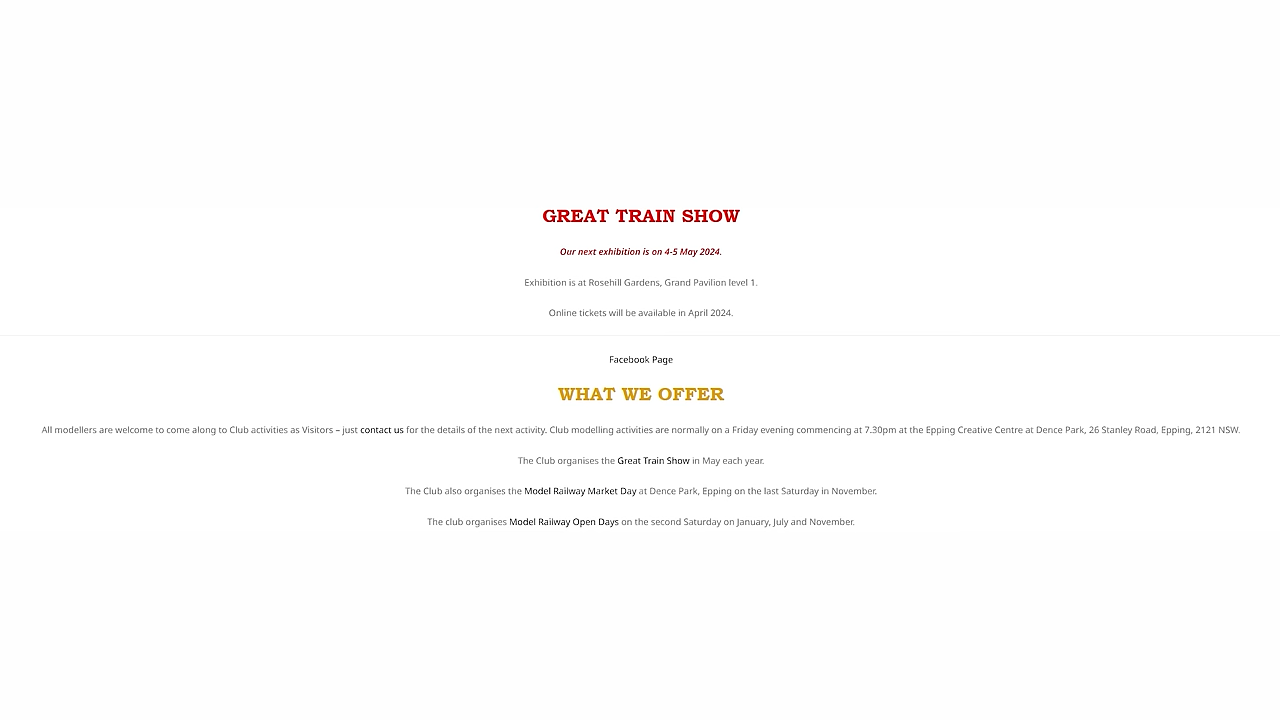 GREAT TRAIN SHOW
Our next exhibition is on 4-5 May 2024.
Exhibition is at Rosehill Gardens, Grand Pavilion level 1.
Online tickets will be available in April 2024.
Facebook Page
WHAT WE OFFER
All modellers are welcome to come along to Club activities as Visitors – just contact us for the details of the next activity. Club modelling activities are normally on a Friday evening commencing at 7.30pm at the Epping Creative Centre at Dence Park, 26 Stanley Road, Epping, 2121 NSW.
The Club organises the Great Train Show in May each year.
The Club also organises the Model Railway Market Day at Dence Park, Epping on the last Saturday in November.
The club organises Model Railway Open Days on the second Saturday on January, July and November.